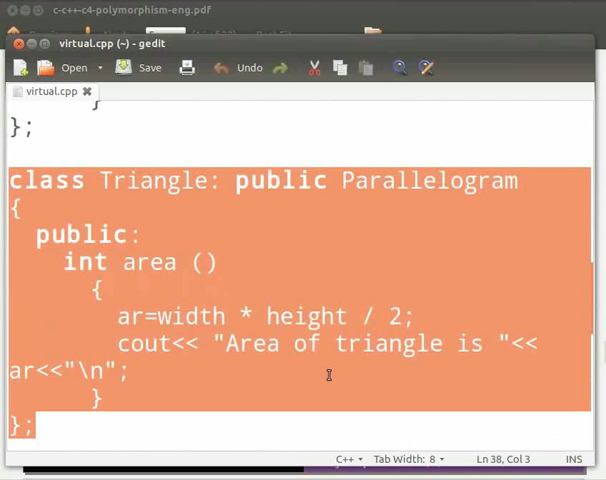 c-c++-c4-polymorphism-eng.pdf
virtual.cpp (~) - gedit
Open Save Undo
virtual.cpp
}
};
class Triangle: public Parallelogram
{
public:
int area ()
{
ar=width * height / 2;
cout<< "Area of triangle is "<<
ar<<"\n";
}
};
C++ Tab Width: 8 Ln 38, Col 3 INS